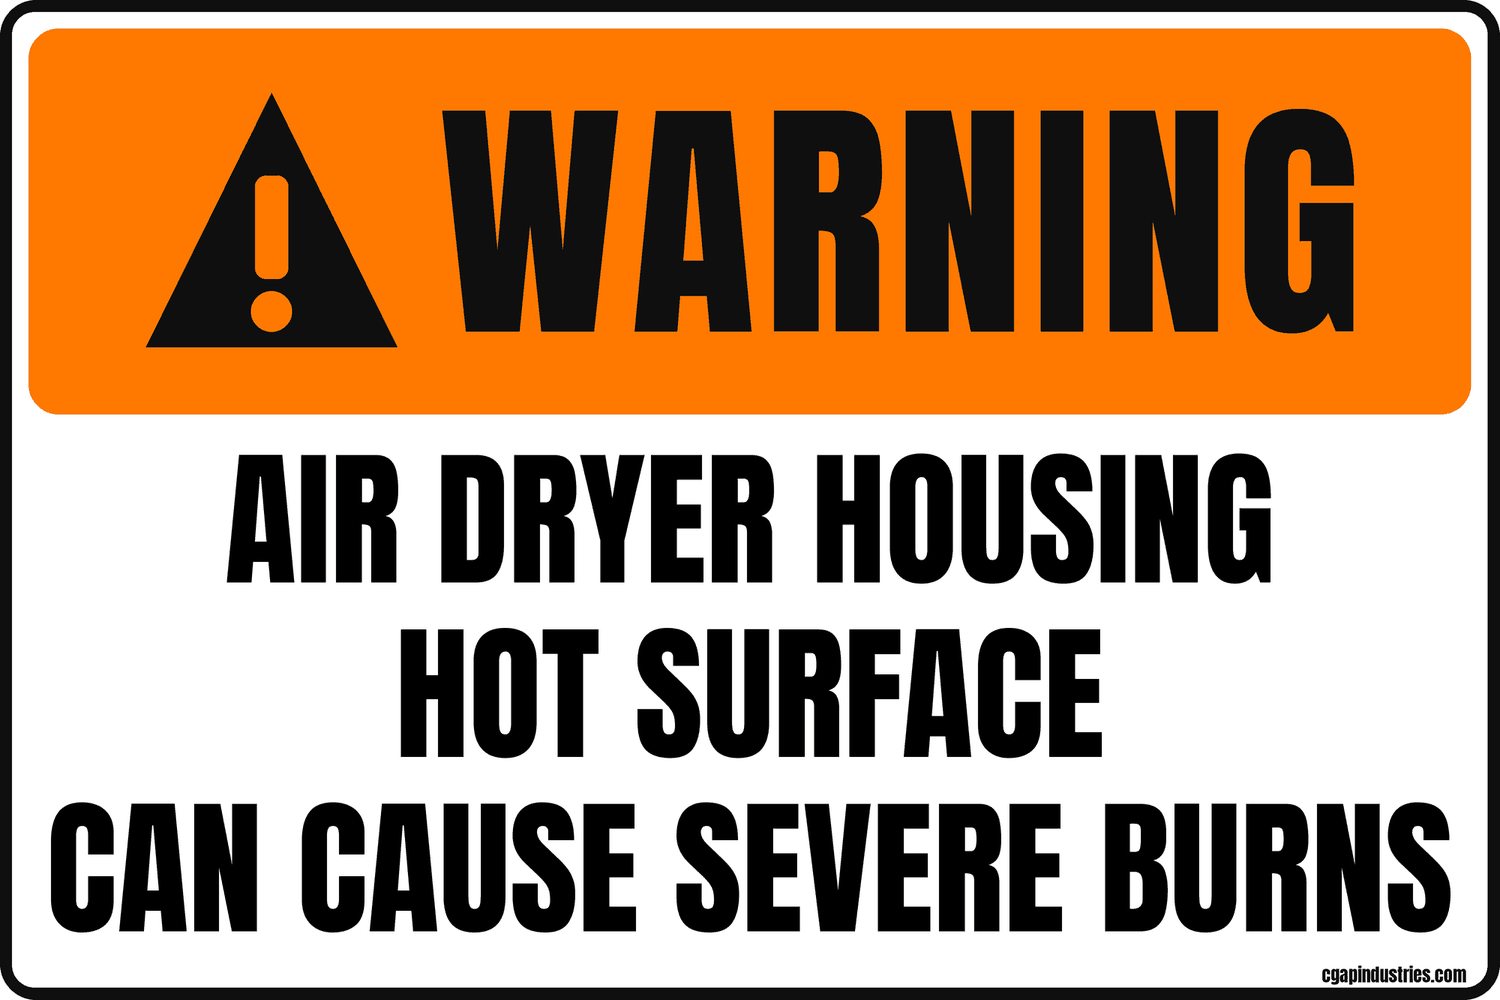 WARNING
AIR DRYER HOUSING
HOT SURFACE
CAN CAUSE SEVERE BURNS
cgapindustries.com